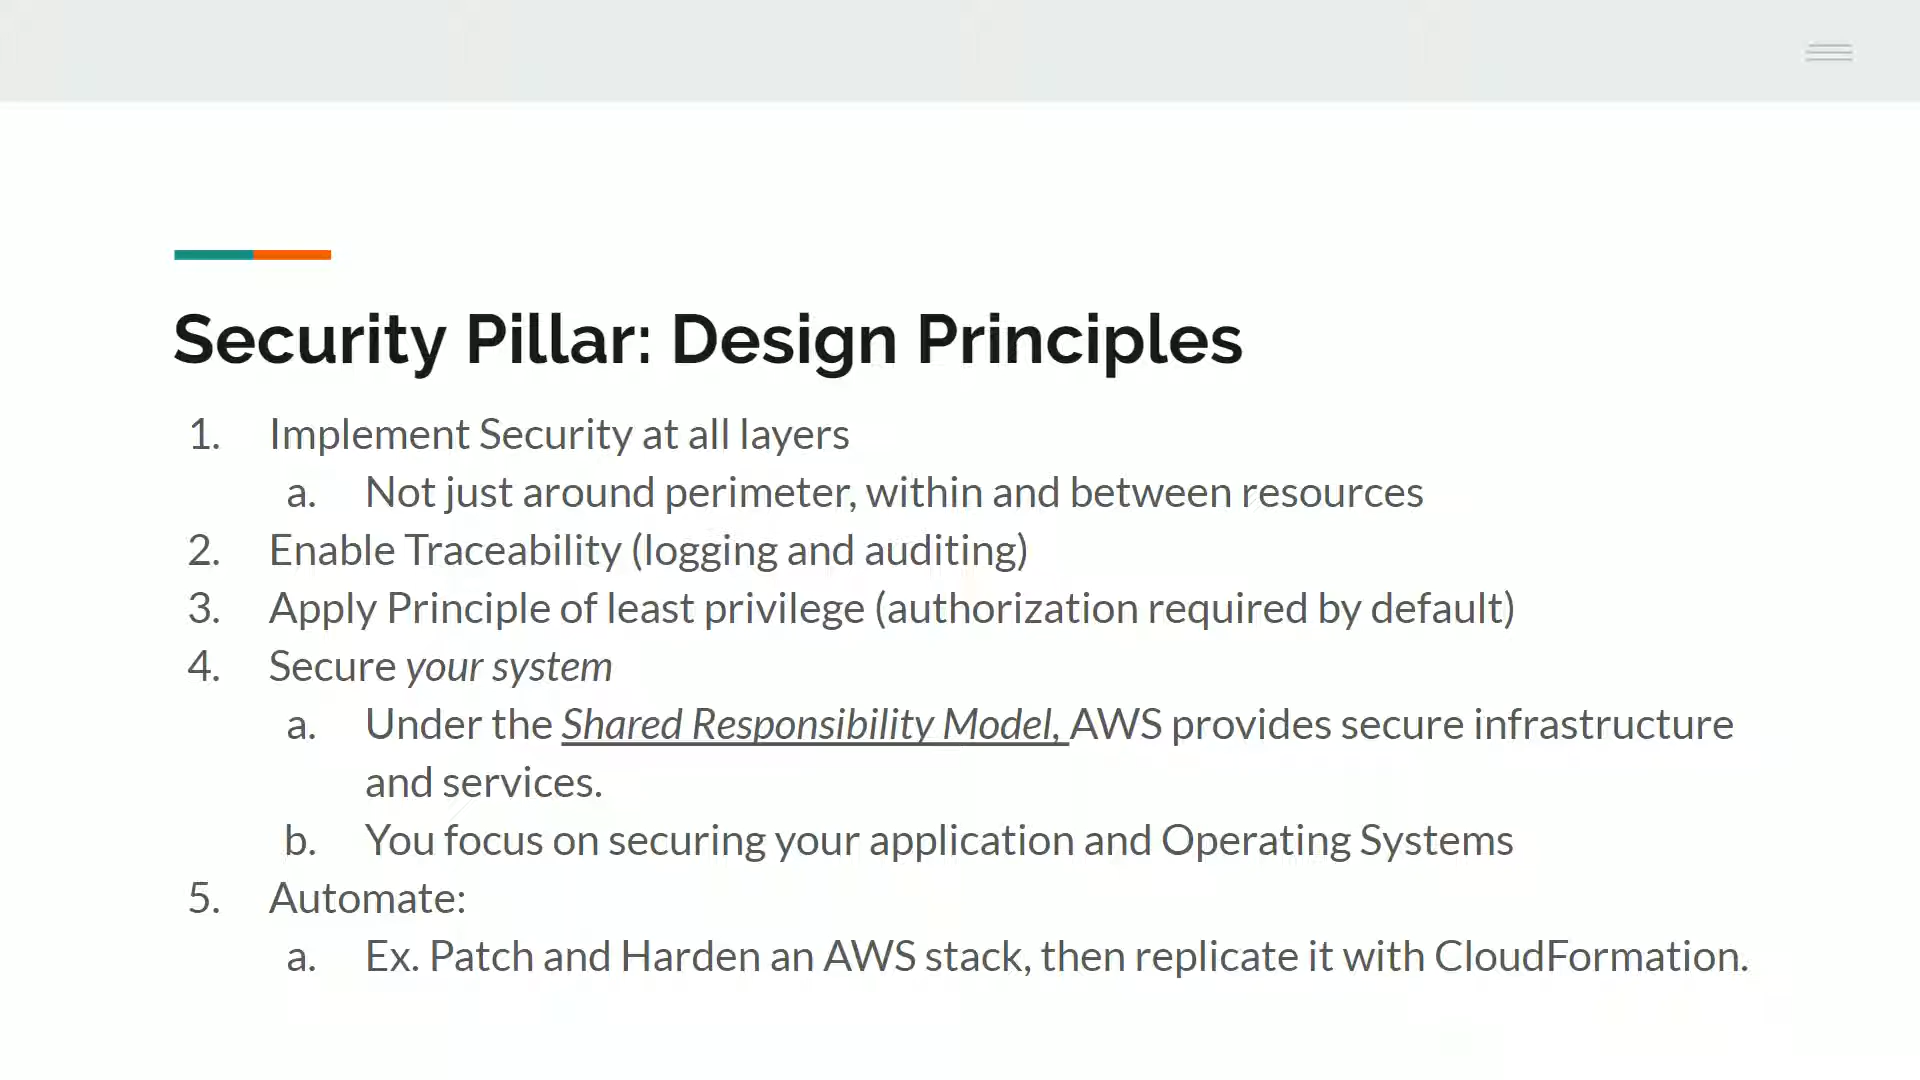 Security Pillar: Design Principles
1. Implement Security at all layers
a. Not just around perimeter, within and between resources
2. Enable Traceability (logging and auditing)
3. Apply Principle of least privilege (authorization required by default)
4. Secure your system
a. Under the Shared Responsibility Model, AWS provides secure infrastructure
and services.
b. You focus on securing your application and Operating Systems
5. Automate:
a. Ex. Patch and Harden an AWS stack, then replicate it with CloudFormation.